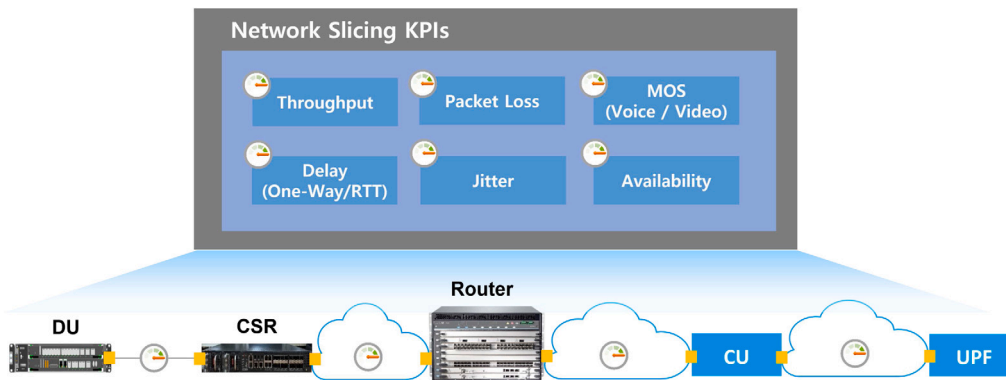 Network Slicing KPIs
Throughput
Packet Loss
MOS
(Voice / Video)
Delay
(One-Way/RTT)
Jitter
Availability
Router
DU
CSR
CU
UPF